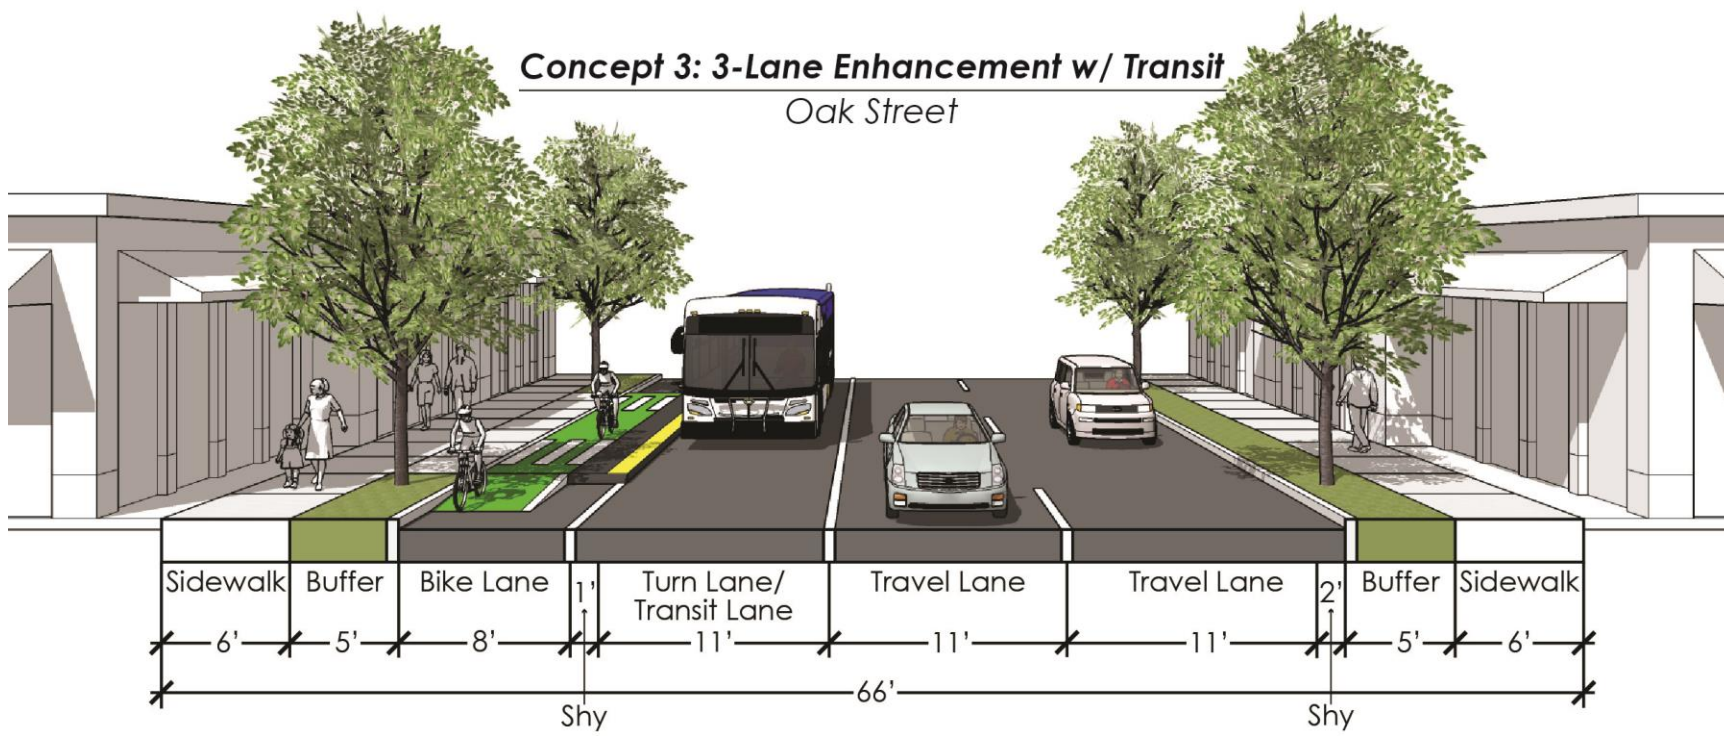 Concept 3: 3-Lane Enhancement w/ Transit
Oak Street
Sidewalk Buffer Bike Lane 1' Turn Lane/ Travel Lane Travel Lane 2' Buffer Sidewalk
Transit Lane
6' 5' 8' 11' 11' 11' 5' 6'
66'
Shy Shy